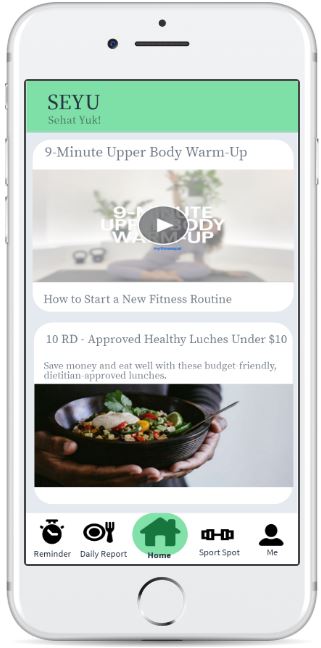 SEYU
Sehat Yuk!
9-Minute Upper Body Warm-Up
9-MINUTE
UPPER BODY
WARM-UP
How to Start a New Fitness Routine
10 RD - Approved Healthy Luches Under $10
Save money and eat well with these budget-friendly,
dietitian-approved lunches.
Reminder
Daily Report
Home
Sport Spot
Me